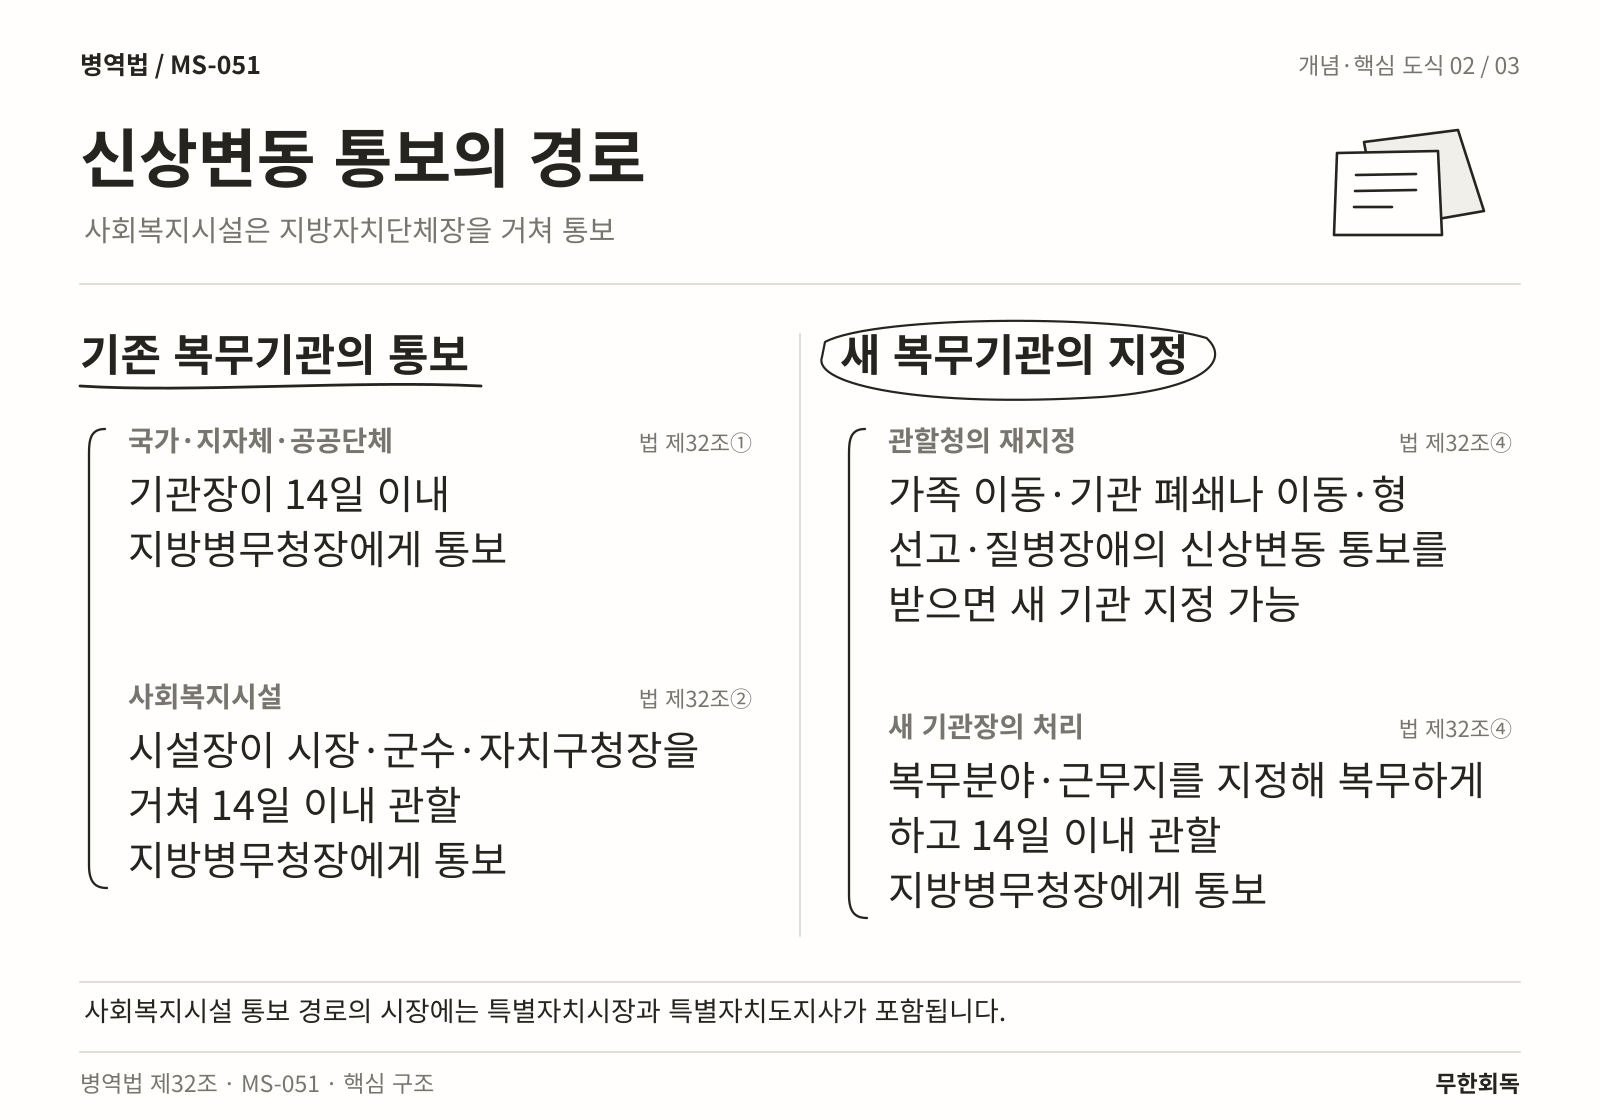 병역법 / MS-051
개념·핵심 도식 02 / 03
신상변동 통보의 경로
사회복지시설은 지방자치단체장을 거쳐 통보
기존 복무기관의 통보
국가·지자체·공공단체
법 제32조①
기관장이 14일 이내
지방병무청장에게 통보
사회복지시설
법 제32조②
시설장이 시장·군수·자치구청장을
거쳐 14일 이내 관할
지방병무청장에게 통보
새 복무기관의 지정
관할청의 재지정
법 제32조④
가족 이동·기관 폐쇄나 이동·형
선고·질병장애의 신상변동 통보를
받으면 새 기관 지정 가능
새 기관장의 처리
법 제32조④
복무분야·근무지를 지정해 복무하게
하고 14일 이내 관할
지방병무청장에게 통보
사회복지시설 통보 경로의 시장에는 특별자치시장과 특별자치도지사가 포함됩니다.
병역법 제32조 · MS-051 · 핵심 구조
무한회독